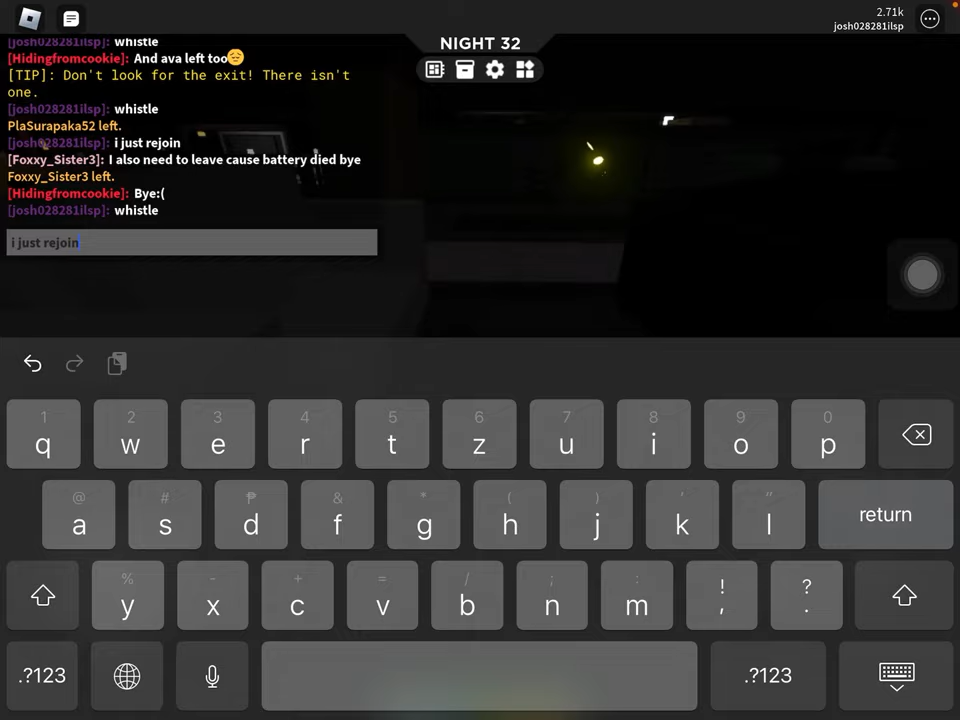 2.71k
josh028281ilsp
NIGHT 32
[josh028281ilsp]: whistle
[Hidingfromcookie]: And ava left too😔
[TIP]: Don't look for the exit! There isn't
one.
[josh028281ilsp]: whistle
PlaSurapaka52 left.
[josh028281ilsp]: i just rejoin
[Foxxy_Sister3]: I also need to leave cause battery died bye
Foxxy_Sister3 left.
[Hidingfromcookie]: Bye:(
[josh028281ilsp]: whistle
i just rejoin
1 2 3 4 5 6 7 8 9 0
q w e r t z u i o p
@ # ₱ & * ( ) ' "
a s d f g h j k l return
% - + = / ; : ! ?
y x c v b n m , .
.?123 .?123